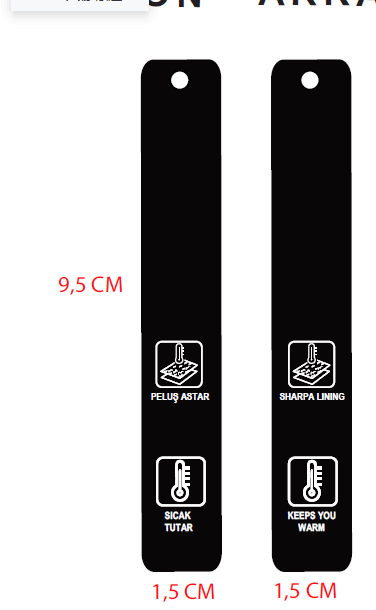 9,5 CM
PELUŞ ASTAR
SHARPA LINING
SICAK
TUTAR
KEEPS YOU
WARM
1,5 CM
1,5 CM